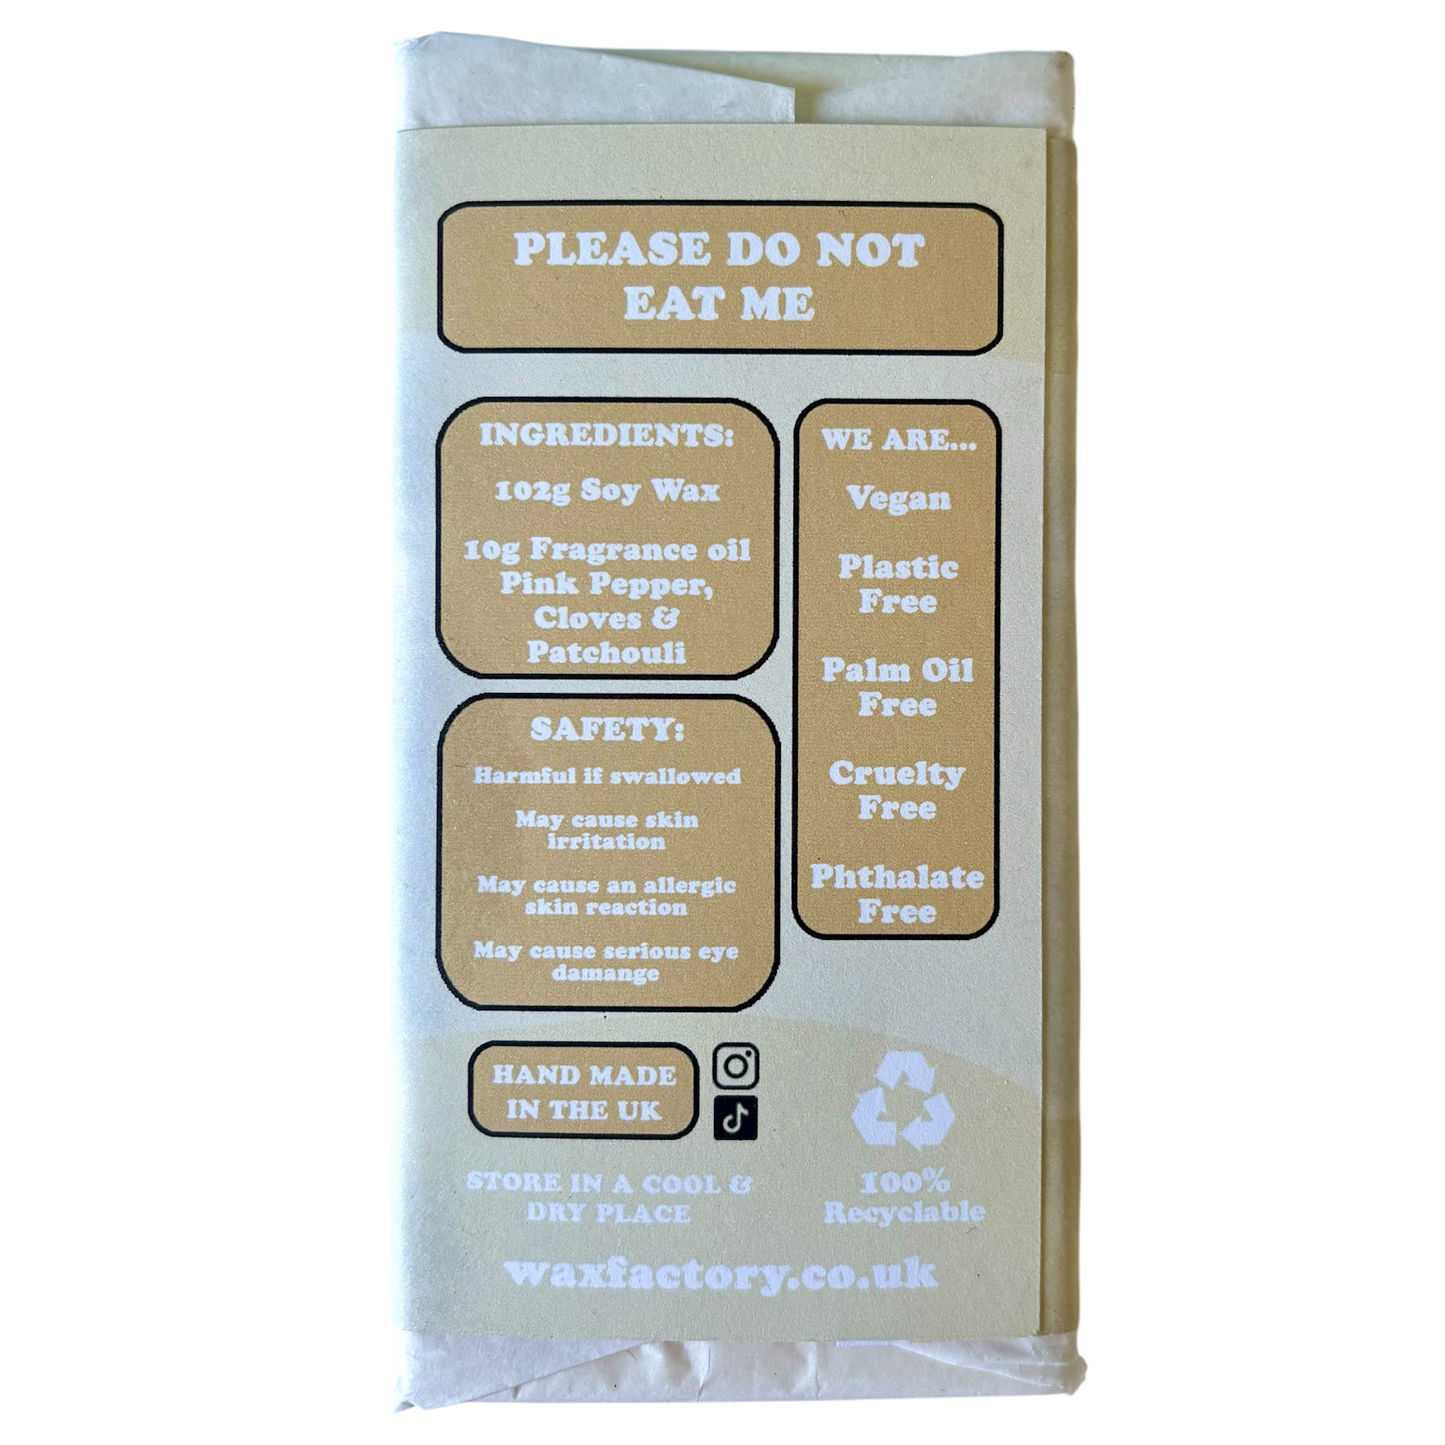 PLEASE DO NOT
EAT ME
INGREDIENTS:
102g Soy Wax
10g Fragrance oil
Pink Pepper,
Cloves &
Patchouli
WE ARE...
Vegan
Plastic
Free
Palm Oil
Free
Cruelty
Free
Phthalate
Free
SAFETY:
Harmful if swallowed
May cause skin
irritation
May cause an allergic
skin reaction
May cause serious eye
damange
HAND MADE
IN THE UK
STORE IN A COOL &
DRY PLACE
100%
Recyclable
waxfactory.co.uk